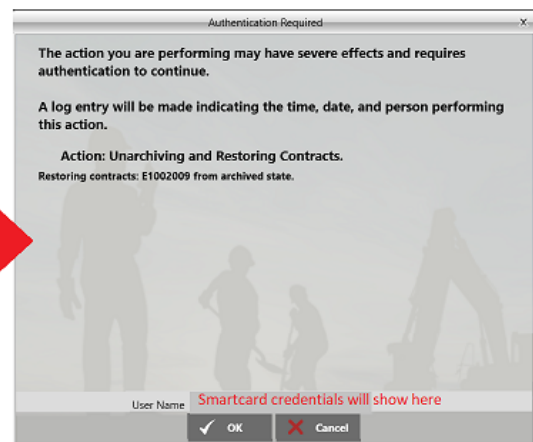 Authentication Required X
The action you are performing may have severe effects and requires
authentication to continue.
A log entry will be made indicating the time, date, and person performing
this action.
Action: Unarchiving and Restoring Contracts.
Restoring contracts: E1002009 from archived state.
User Name Smartcard credentials will show here
OK Cancel